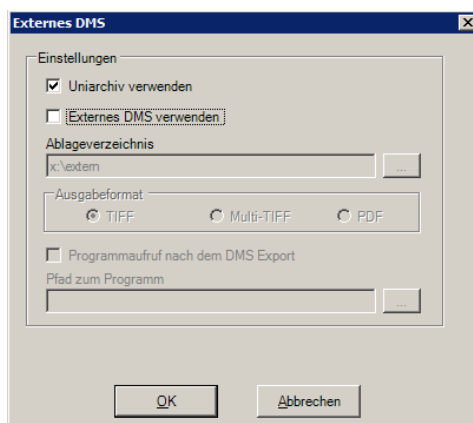 Externes DMS
Einstellungen
Uniarchiv verwenden
Externes DMS verwenden
Ablageverzeichnis
x:\extern
...
Ausgabeformat
TIFF Multi-TIFF PDF
Programmaufruf nach dem DMS Export
Pfad zum Programm
...
OK Abbrechen